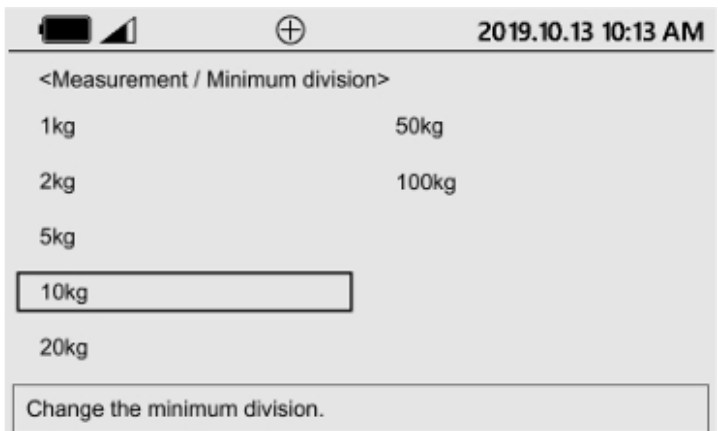 2019.10.13 10:13 AM
<Measurement / Minimum division>
1kg
2kg
5kg
10kg
20kg
50kg
100kg
Change the minimum division.